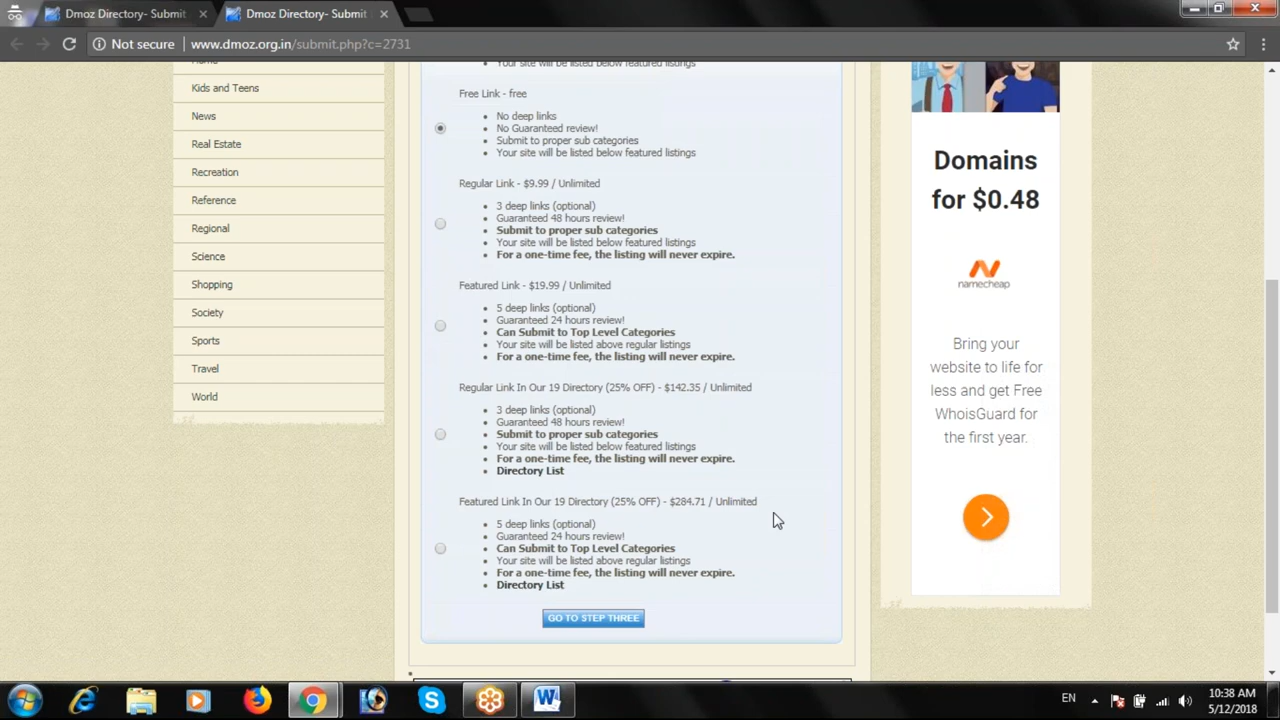 Dmoz Directory- Submit
Dmoz Directory- Submit
Not secure
www.dmoz.org.in/submit.php?c=2731
Home
Kids and Teens
News
Real Estate
Recreation
Reference
Regional
Science
Shopping
Society
Sports
Travel
World
Your site will be listed below featured listings
Free Link - free
No deep links
No Guaranteed review!
Submit to proper sub categories
Your site will be listed below featured listings
Regular Link - $9.99 / Unlimited
3 deep links (optional)
Guaranteed 48 hours review!
Submit to proper sub categories
Your site will be listed below featured listings
For a one-time fee, the listing will never expire.
Featured Link - $19.99 / Unlimited
5 deep links (optional)
Guaranteed 24 hours review!
Can Submit to Top Level Categories
Your site will be listed above regular listings
For a one-time fee, the listing will never expire.
Regular Link In Our 19 Directory (25% OFF) - $142.35 / Unlimited
3 deep links (optional)
Guaranteed 48 hours review!
Submit to proper sub categories
Your site will be listed below featured listings
For a one-time fee, the listing will never expire.
Directory List
Featured Link In Our 19 Directory (25% OFF) - $284.71 / Unlimited
5 deep links (optional)
Guaranteed 24 hours review!
Can Submit to Top Level Categories
Your site will be listed above regular listings
For a one-time fee, the listing will never expire.
Directory List
GO TO STEP THREE
Domains
for $0.48
namecheap
Bring your
website to life for
less and get Free
WhoisGuard for
the first year.
EN
10:38 AM
5/12/2018